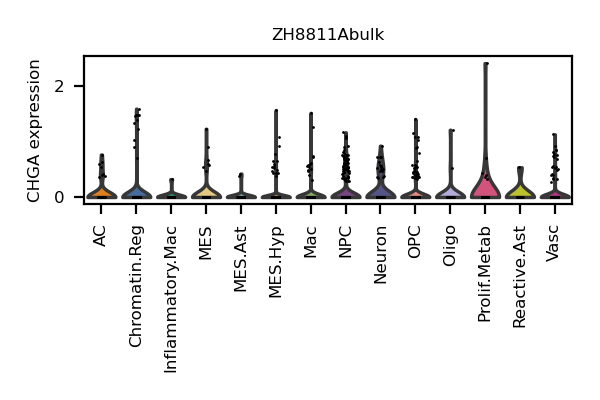 ZH8811Abulk
CHGA expression
2
0
AC
Chromatin.Reg
Inflammatory.Mac
MES
MES.Ast
MES.Hyp
Mac
NPC
Neuron
OPC
Oligo
Prolif.Metab
Reactive.Ast
Vasc